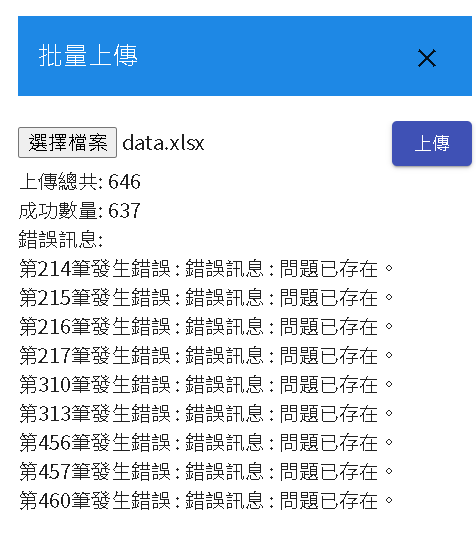 批量上傳
選擇檔案 data.xlsx 上傳
上傳總共: 646
成功數量: 637
錯誤訊息:
第214筆發生錯誤 : 錯誤訊息 : 問題已存在。
第215筆發生錯誤 : 錯誤訊息 : 問題已存在。
第216筆發生錯誤 : 錯誤訊息 : 問題已存在。
第217筆發生錯誤 : 錯誤訊息 : 問題已存在。
第310筆發生錯誤 : 錯誤訊息 : 問題已存在。
第313筆發生錯誤 : 錯誤訊息 : 問題已存在。
第456筆發生錯誤 : 錯誤訊息 : 問題已存在。
第457筆發生錯誤 : 錯誤訊息 : 問題已存在。
第460筆發生錯誤 : 錯誤訊息 : 問題已存在。